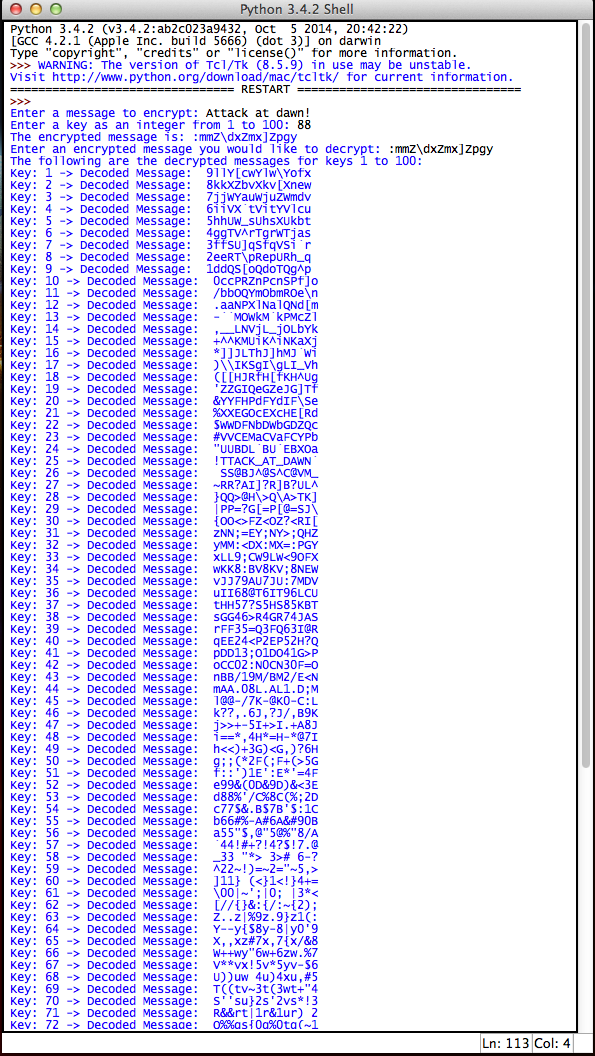 Python 3.4.2 Shell
Python 3.4.2 (v3.4.2:ab2c023a9432, Oct  5 2014, 20:42:22)
[GCC 4.2.1 (Apple Inc. build 5666) (dot 3)] on darwin
Type "copyright", "credits" or "license()" for more information.
>>> WARNING: The version of Tcl/Tk (8.5.9) in use may be unstable.
Visit http://www.python.org/download/mac/tcltk/ for current information.
================================ RESTART ================================
>>>
Enter a message to encrypt: Attack at dawn!
Enter a key as an integer from 1 to 100: 88
The encrypted message is: :mmZ\dxZmx]Zpgy
Enter an encrypted message you would like to decrypt: :mmZ\dxZmx]Zpgy
The following are the decrypted messages for keys 1 to 100:
Key: 1 -> Decoded Message:  9llY[cwYlw\Yofx
Key: 2 -> Decoded Message:  8kkXZbvXkv[Xnew
Key: 3 -> Decoded Message:  7jjWYauWjuZWmdv
Key: 4 -> Decoded Message:  6iiVX`tVitYVlcu
Key: 5 -> Decoded Message:  5hhUW_sUhsXUkbt
Key: 6 -> Decoded Message:  4ggTV^rTgrWTjas
Key: 7 -> Decoded Message:  3ffSU]qSfqVSi`r
Key: 8 -> Decoded Message:  2eeRT\pRepURh_q
Key: 9 -> Decoded Message:  1ddQS[oQdoTQg^p
Key: 10 -> Decoded Message:  0ccPRZnPcnSPf]o
Key: 11 -> Decoded Message:  /bbOQYmObmROe\n
Key: 12 -> Decoded Message:  .aaNPXlNalQNd[m
Key: 13 -> Decoded Message:  -``MOWkM`kPMcZl
Key: 14 -> Decoded Message:  ,__LNVjL_jOLbYk
Key: 15 -> Decoded Message:  +^^KMUiK^iNKaXj
Key: 16 -> Decoded Message:  *]]JLThJ]hMJ`Wi
Key: 17 -> Decoded Message:  )\\IKSgI\gLI_Vh
Key: 18 -> Decoded Message:  ([[HJRfH[fKH^Ug
Key: 19 -> Decoded Message:  'ZZGIQeGZeJG]Tf
Key: 20 -> Decoded Message:  &YYFHPdFYdIF\Se
Key: 21 -> Decoded Message:  %XXEGOcEXcHE[Rd
Key: 22 -> Decoded Message:  $WWDFNbDWbGDZQc
Key: 23 -> Decoded Message:  #VVCEMaCVaFCYPb
Key: 24 -> Decoded Message:  "UUBDL`BU`EBXOa
Key: 25 -> Decoded Message:  !TTACK_AT_DAWN`
Key: 26 -> Decoded Message:   SS@BJ^@S^C@VM_
Key: 27 -> Decoded Message:  ~RR?AI]?R]B?UL^
Key: 28 -> Decoded Message:  }QQ>@H\>Q\A>TK]
Key: 29 -> Decoded Message:  |PP=?G[=P[@=SJ\
Key: 30 -> Decoded Message:  {OO<>FZ<OZ?<RI[
Key: 31 -> Decoded Message:  zNN;=EY;NY>;QHZ
Key: 32 -> Decoded Message:  yMM:<DX:MX=:PGY
Key: 33 -> Decoded Message:  xLL9;CW9LW<9OFX
Key: 34 -> Decoded Message:  wKK8:BV8KV;8NEW
Key: 35 -> Decoded Message:  vJJ79AU7JU:7MDV
Key: 36 -> Decoded Message:  uII68@T6IT96LCU
Key: 37 -> Decoded Message:  tHH57?S5HS85KBT
Key: 38 -> Decoded Message:  sGG46>R4GR74JAS
Key: 39 -> Decoded Message:  rFF35=Q3FQ63I@R
Key: 40 -> Decoded Message:  qEE24<P2EP52H?Q
Key: 41 -> Decoded Message:  pDD13;O1DO41G>P
Key: 42 -> Decoded Message:  oCC02:N0CN30F=O
Key: 43 -> Decoded Message:  nBB/19M/BM2/E<N
Key: 44 -> Decoded Message:  mAA.08L.AL1.D;M
Key: 45 -> Decoded Message:  l@@-/7K-@K0-C:L
Key: 46 -> Decoded Message:  k??,.6J,?J/,B9K
Key: 47 -> Decoded Message:  j>>+-5I+>I.+A8J
Key: 48 -> Decoded Message:  i==*,4H*=H-*@7I
Key: 49 -> Decoded Message:  h<<)+3G)<G,)?6H
Key: 50 -> Decoded Message:  g;;(*2F(;F+(>5G
Key: 51 -> Decoded Message:  f::')1E':E*'=4F
Key: 52 -> Decoded Message:  e99&(0D&9D)&<3E
Key: 53 -> Decoded Message:  d88%'/C%8C(%;2D
Key: 54 -> Decoded Message:  c77$&.B$7B'$:1C
Key: 55 -> Decoded Message:  b66#%-A#6A&#90B
Key: 56 -> Decoded Message:  a55"$,@"5@%"8/A
Key: 57 -> Decoded Message:  `44!#+?!4?$!7.@
Key: 58 -> Decoded Message:  _33 "*> 3># 6-?
Key: 59 -> Decoded Message:  ^22~!)=~2="~5,>
Key: 60 -> Decoded Message:  ]11} (<}1<!}4+=
Key: 61 -> Decoded Message:  \00|~';|0; |3*<
Key: 62 -> Decoded Message:  [//{}&:{/:~{2);
Key: 63 -> Decoded Message:  Z..z|%9z.9}z1(:
Key: 64 -> Decoded Message:  Y--y{$8y-8|y0'9
Key: 65 -> Decoded Message:  X,,xz#7x,7{x/&8
Key: 66 -> Decoded Message:  W++wy"6w+6zw.%7
Key: 67 -> Decoded Message:  V**vx!5v*5yv-$6
Key: 68 -> Decoded Message:  U))uw 4u)4xu,#5
Key: 69 -> Decoded Message:  T((tv~3t(3wt+"4
Key: 70 -> Decoded Message:  S''su}2s'2vs*!3
Key: 71 -> Decoded Message:  R&&rt|1r&1ur) 2
Key: 72 -> Decoded Message:  Q%%qs{0q%0tq(~1
Ln: 113 Col: 4